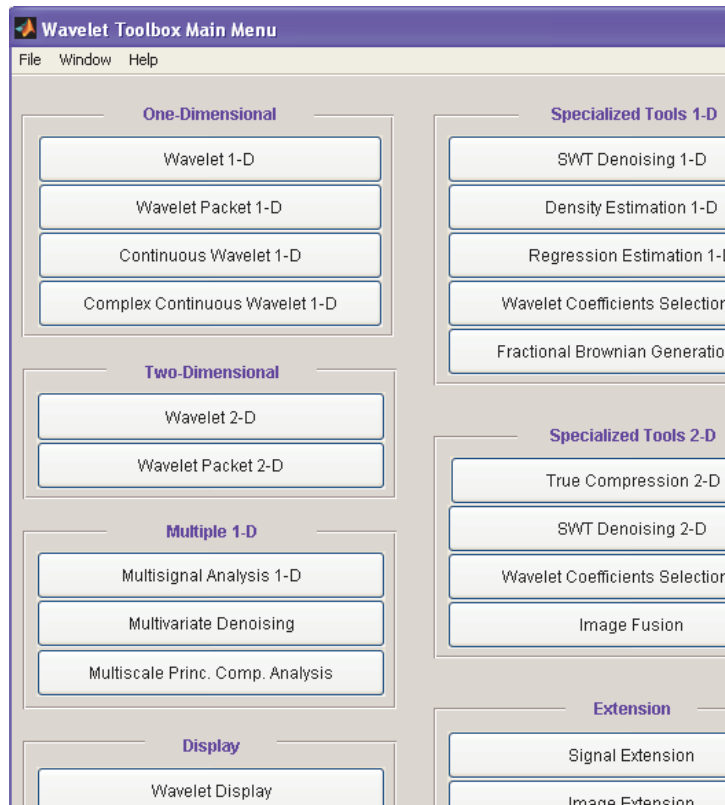 Wavelet Toolbox Main Menu
File Window Help
One-Dimensional
Wavelet 1-D
Wavelet Packet 1-D
Continuous Wavelet 1-D
Complex Continuous Wavelet 1-D
Two-Dimensional
Wavelet 2-D
Wavelet Packet 2-D
Multiple 1-D
Multisignal Analysis 1-D
Multivariate Denoising
Multiscale Princ. Comp. Analysis
Display
Wavelet Display
Specialized Tools 1-D
SWT Denoising 1-D
Density Estimation 1-D
Regression Estimation 1-
Wavelet Coefficients Selection
Fractional Brownian Generatio
Specialized Tools 2-D
True Compression 2-D
SWT Denoising 2-D
Wavelet Coefficients Selection
Image Fusion
Extension
Signal Extension
Image Extension